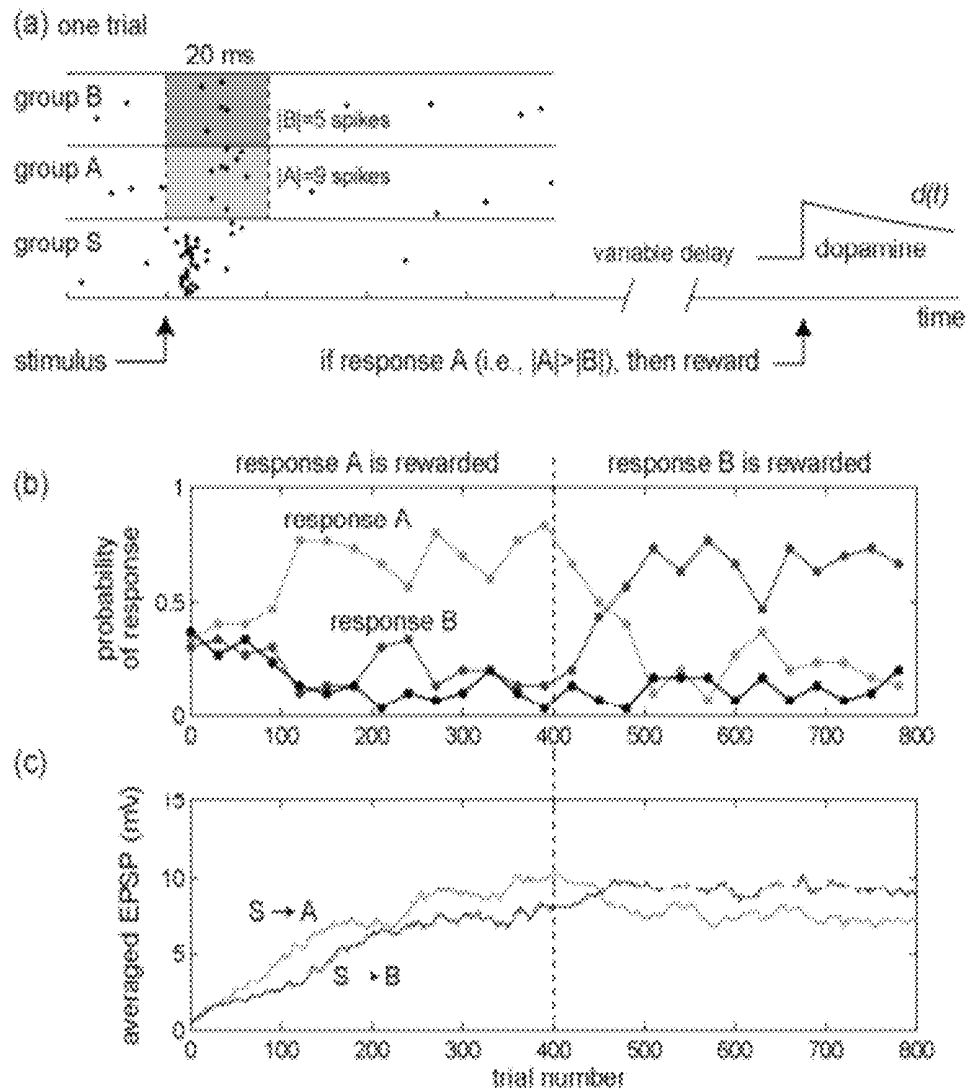 (a) one trial
20 ms
group B
|B|=5 spikes
group A
|A|=9 spikes
group S
d(t)
variable delay
dopamine
time
stimulus
if response A (i.e., |A|>|B|), then reward
response A is rewarded
response B is rewarded
(b)
1
0.5
0
probability
of response
response A
response B
0 100 200 300 400 500 600 700 800
(c)
15
10
5
0
averaged EPSP (mV)
S → A
S → B
0 100 200 300 400 500 600 700 800
trial number